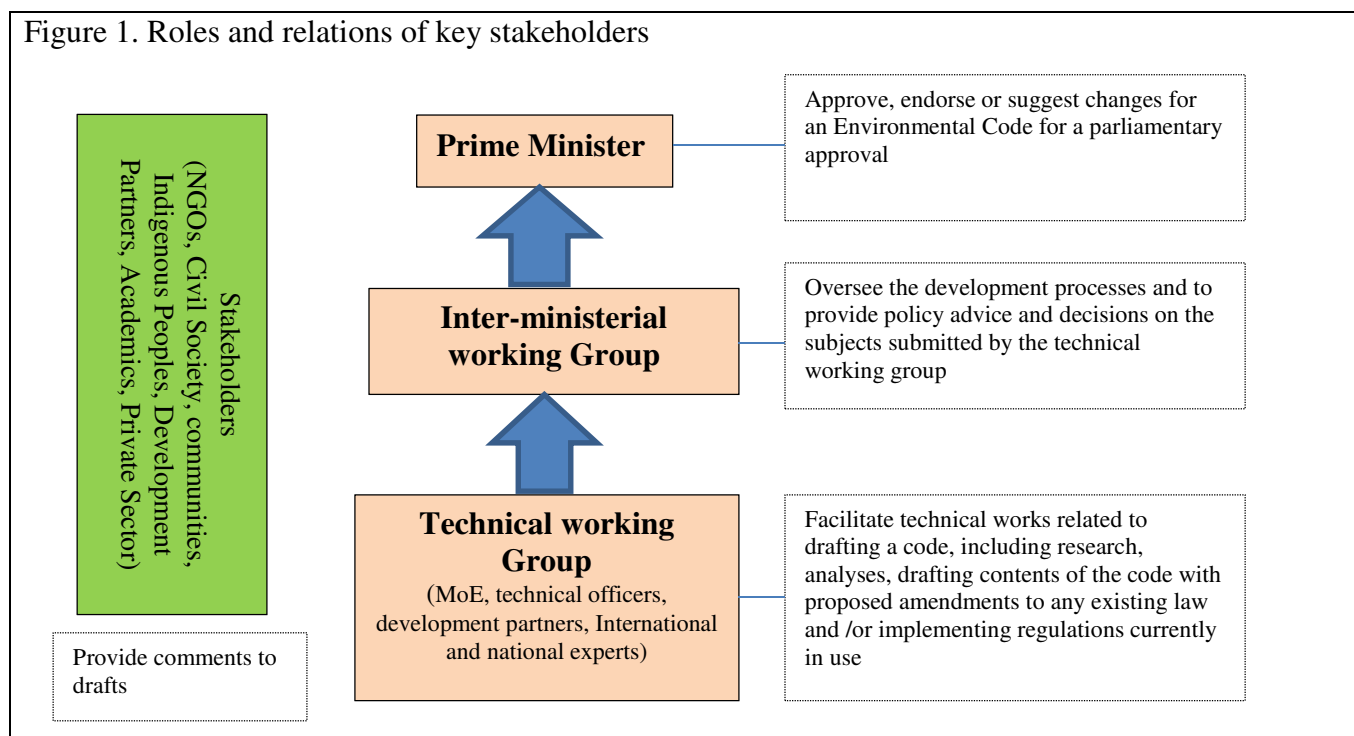 Figure 1. Roles and relations of key stakeholders
Stakeholders
(NGOs, Civil Society, communities,
Indigenous Peoples, Development
Partners, Academics, Private Sector)
Provide comments to
drafts
Prime Minister
Approve, endorse or suggest changes for
an Environmental Code for a parliamentary
approval
Inter-ministerial
working Group
Oversee the development processes and to
provide policy advice and decisions on the
subjects submitted by the technical
working group
Technical working
Group
(MoE, technical officers,
development partners, International
and national experts)
Facilitate technical works related to
drafting a code, including research,
analyses, drafting contents of the code with
proposed amendments to any existing law
and /or implementing regulations currently
in use